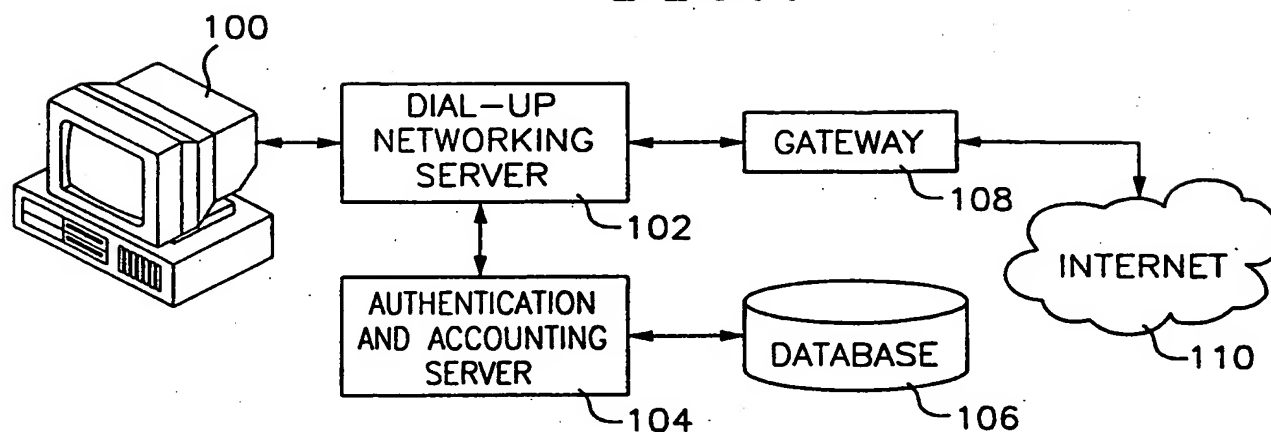 100
DIAL-UP
NETWORKING
SERVER
102
GATEWAY
108
INTERNET
110
AUTHENTICATION
AND ACCOUNTING
SERVER
104
DATABASE
106